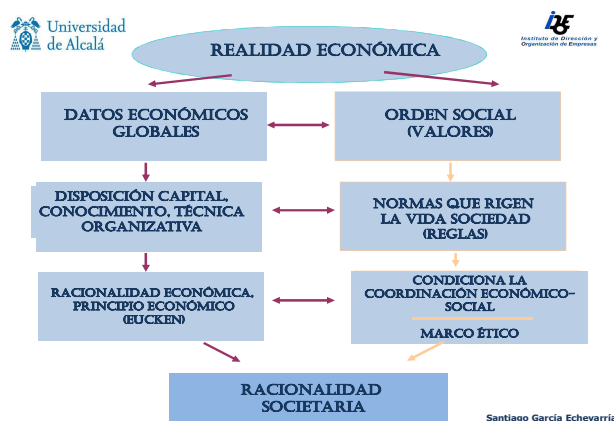 Universidad
de Alcalá
IDOE
Instituto de Dirección y
Organización de Empresas
REALIDAD ECONÓMICA
DATOS ECONÓMICOS
GLOBALES
ORDEN SOCIAL
(VALORES)
DISPOSICIÓN CAPITAL,
CONOCIMIENTO, TÉCNICA
ORGANIZATIVA
NORMAS QUE RIGEN
LA VIDA SOCIEDAD
(REGLAS)
RACIONALIDAD ECONÓMICA,
PRINCIPIO ECONÓMICO
(EUCKEN)
CONDICIONA LA
COORDINACIÓN ECONÓMICO-
SOCIAL
MARCO ÉTICO
RACIONALIDAD
SOCIETARIA
Santiago García Echevarría